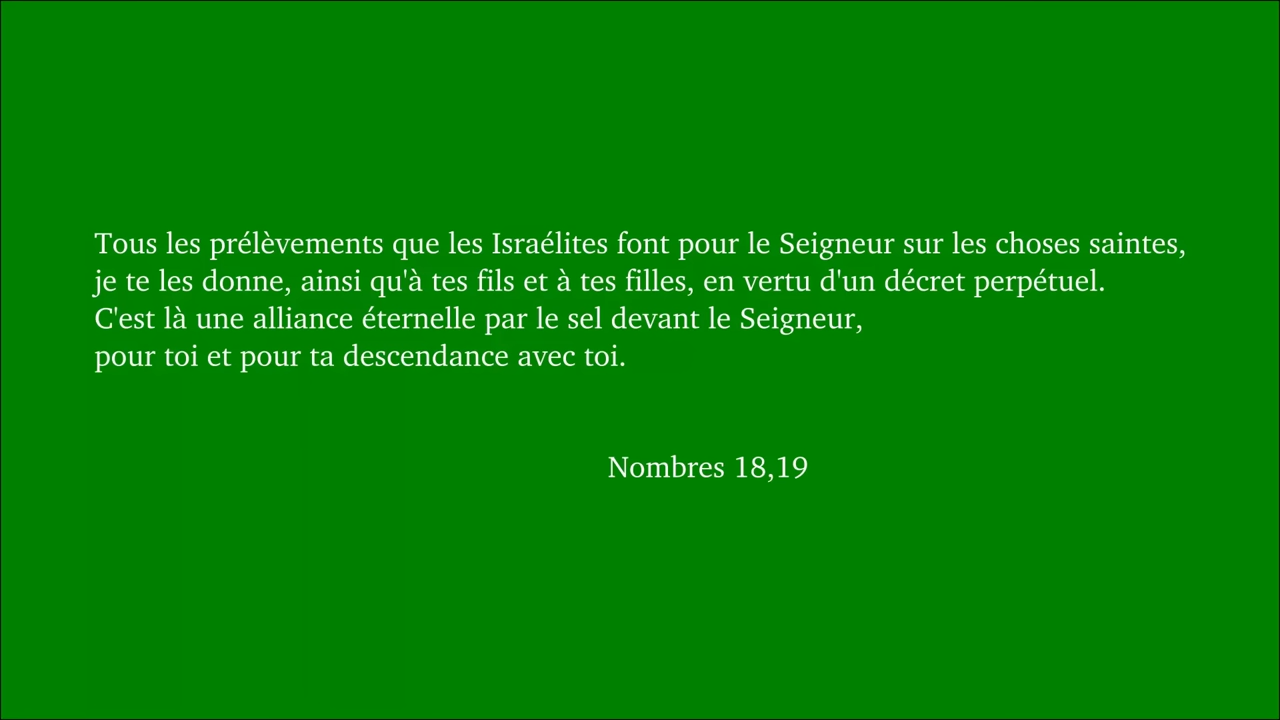 Tous les prélèvements que les Israélites font pour le Seigneur sur les choses saintes,
je te les donne, ainsi qu'à tes fils et à tes filles, en vertu d'un décret perpétuel.
C'est là une alliance éternelle par le sel devant le Seigneur,
pour toi et pour ta descendance avec toi.
Nombres 18,19